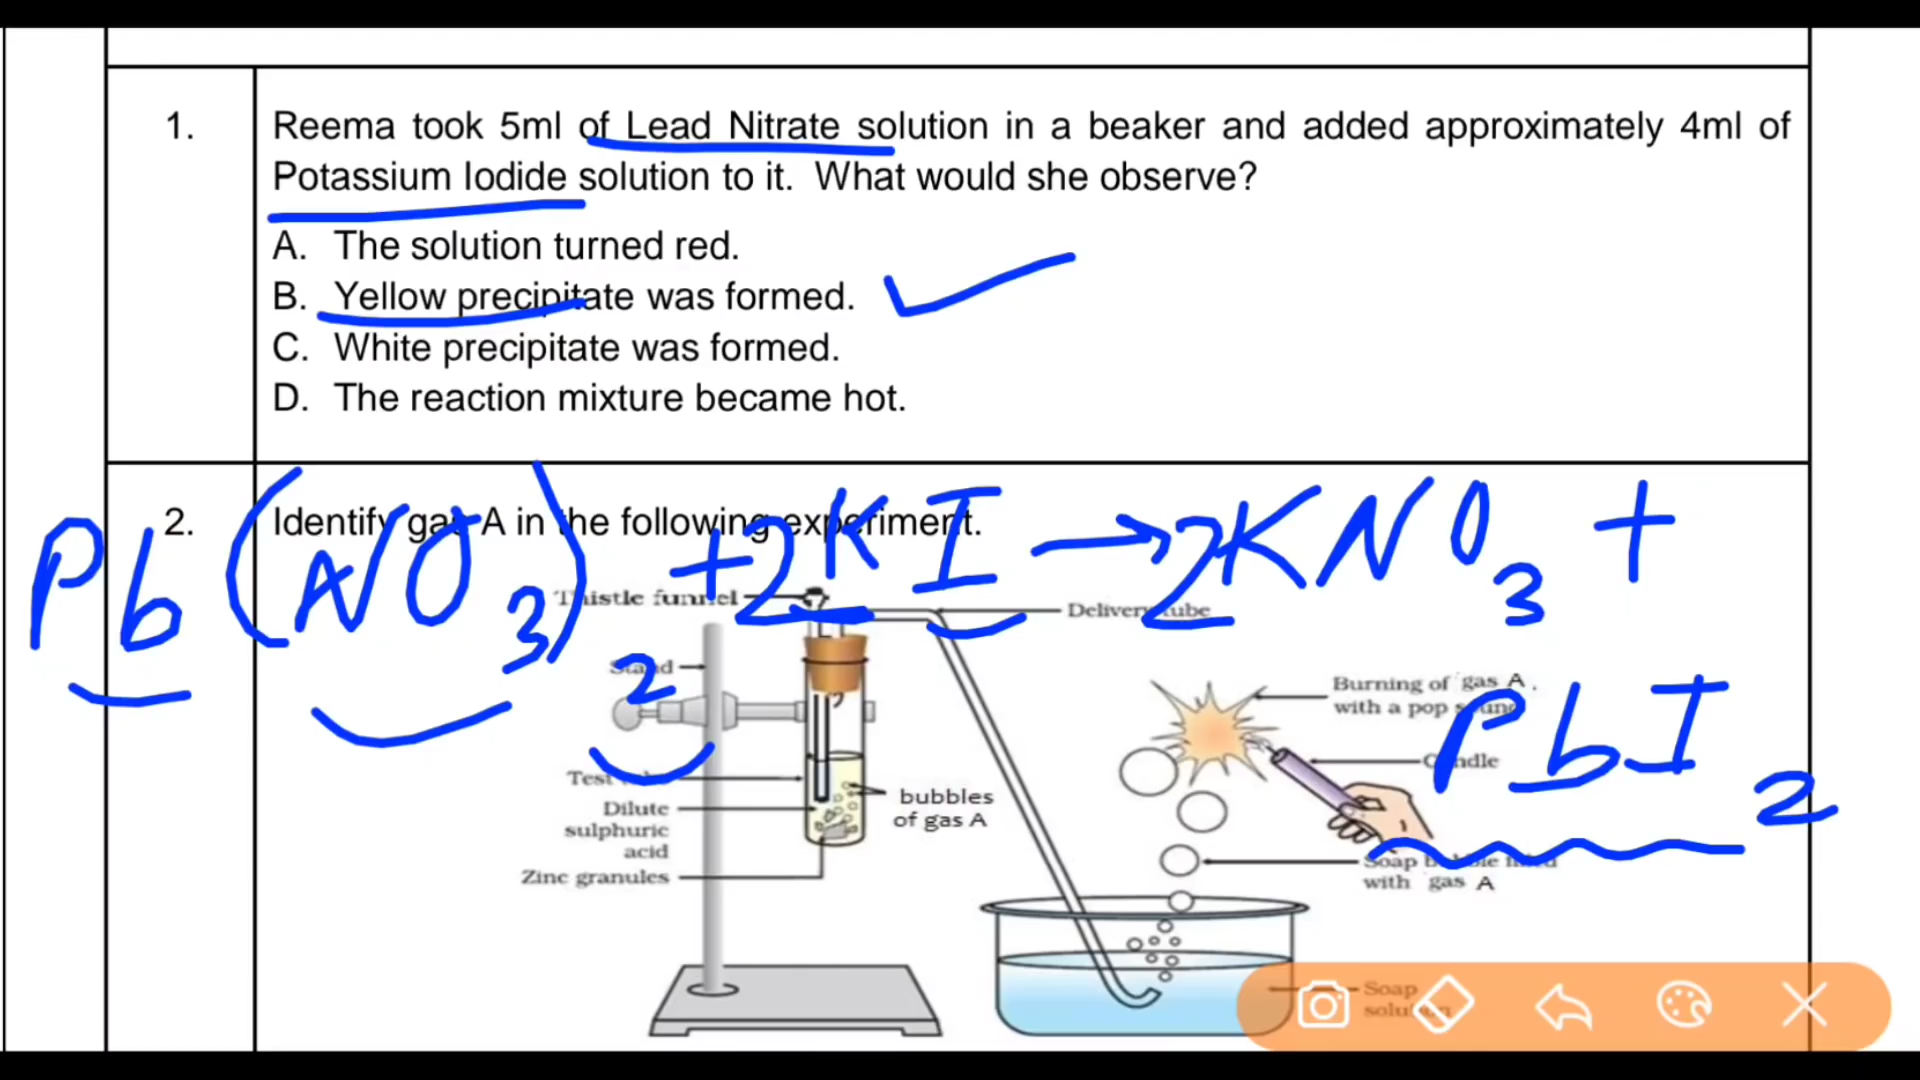 1. Reema took 5ml of Lead Nitrate solution in a beaker and added approximately 4ml of
Potassium Iodide solution to it. What would she observe?
A. The solution turned red.
B. Yellow precipitate was formed.
C. White precipitate was formed.
D. The reaction mixture became hot.
2. Identify gas A in the following experiment.
Pb(NO3)2 + 2KI → 2KNO3 +
PbI2
Thistle funnel
Delivery tube
Stand
Burning of gas A
with a pop sound
Candle
Test
bubbles
of gas A
Dilute
sulphuric
acid
Zinc granules
Soap bubble filled
with gas A
Soap
solution